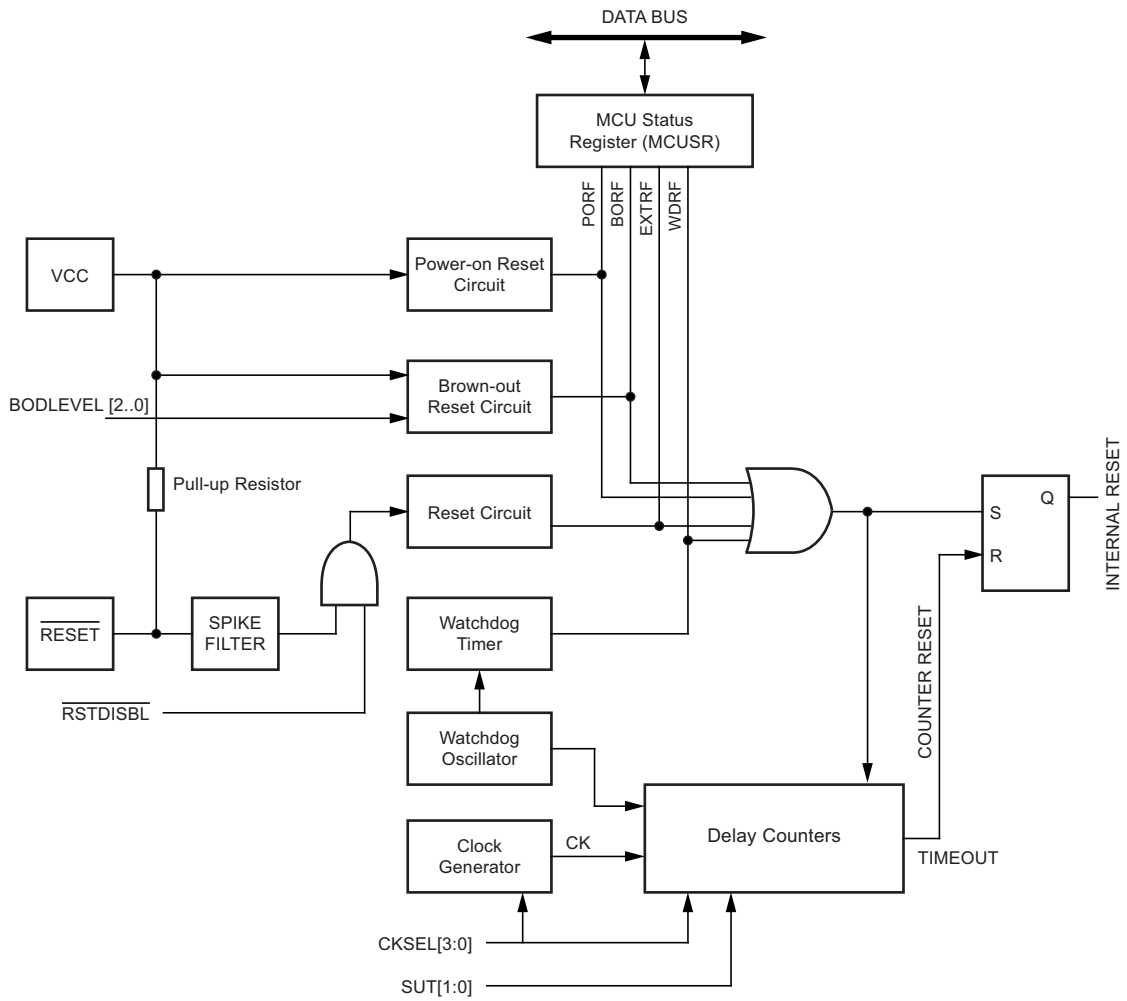 DATA BUS
MCU Status
Register (MCUSR)
PORF
BORF
EXTRF
WDRF
VCC
Power-on Reset
Circuit
BODLEVEL [2..0]
Brown-out
Reset Circuit
Pull-up Resistor
Reset Circuit
S
Q
R
INTERNAL RESET
RESET
SPIKE
FILTER
Watchdog
Timer
RSTDISBL
Watchdog
Oscillator
COUNTER RESET
Clock
Generator
CK
Delay Counters
TIMEOUT
CKSEL[3:0]
SUT[1:0]